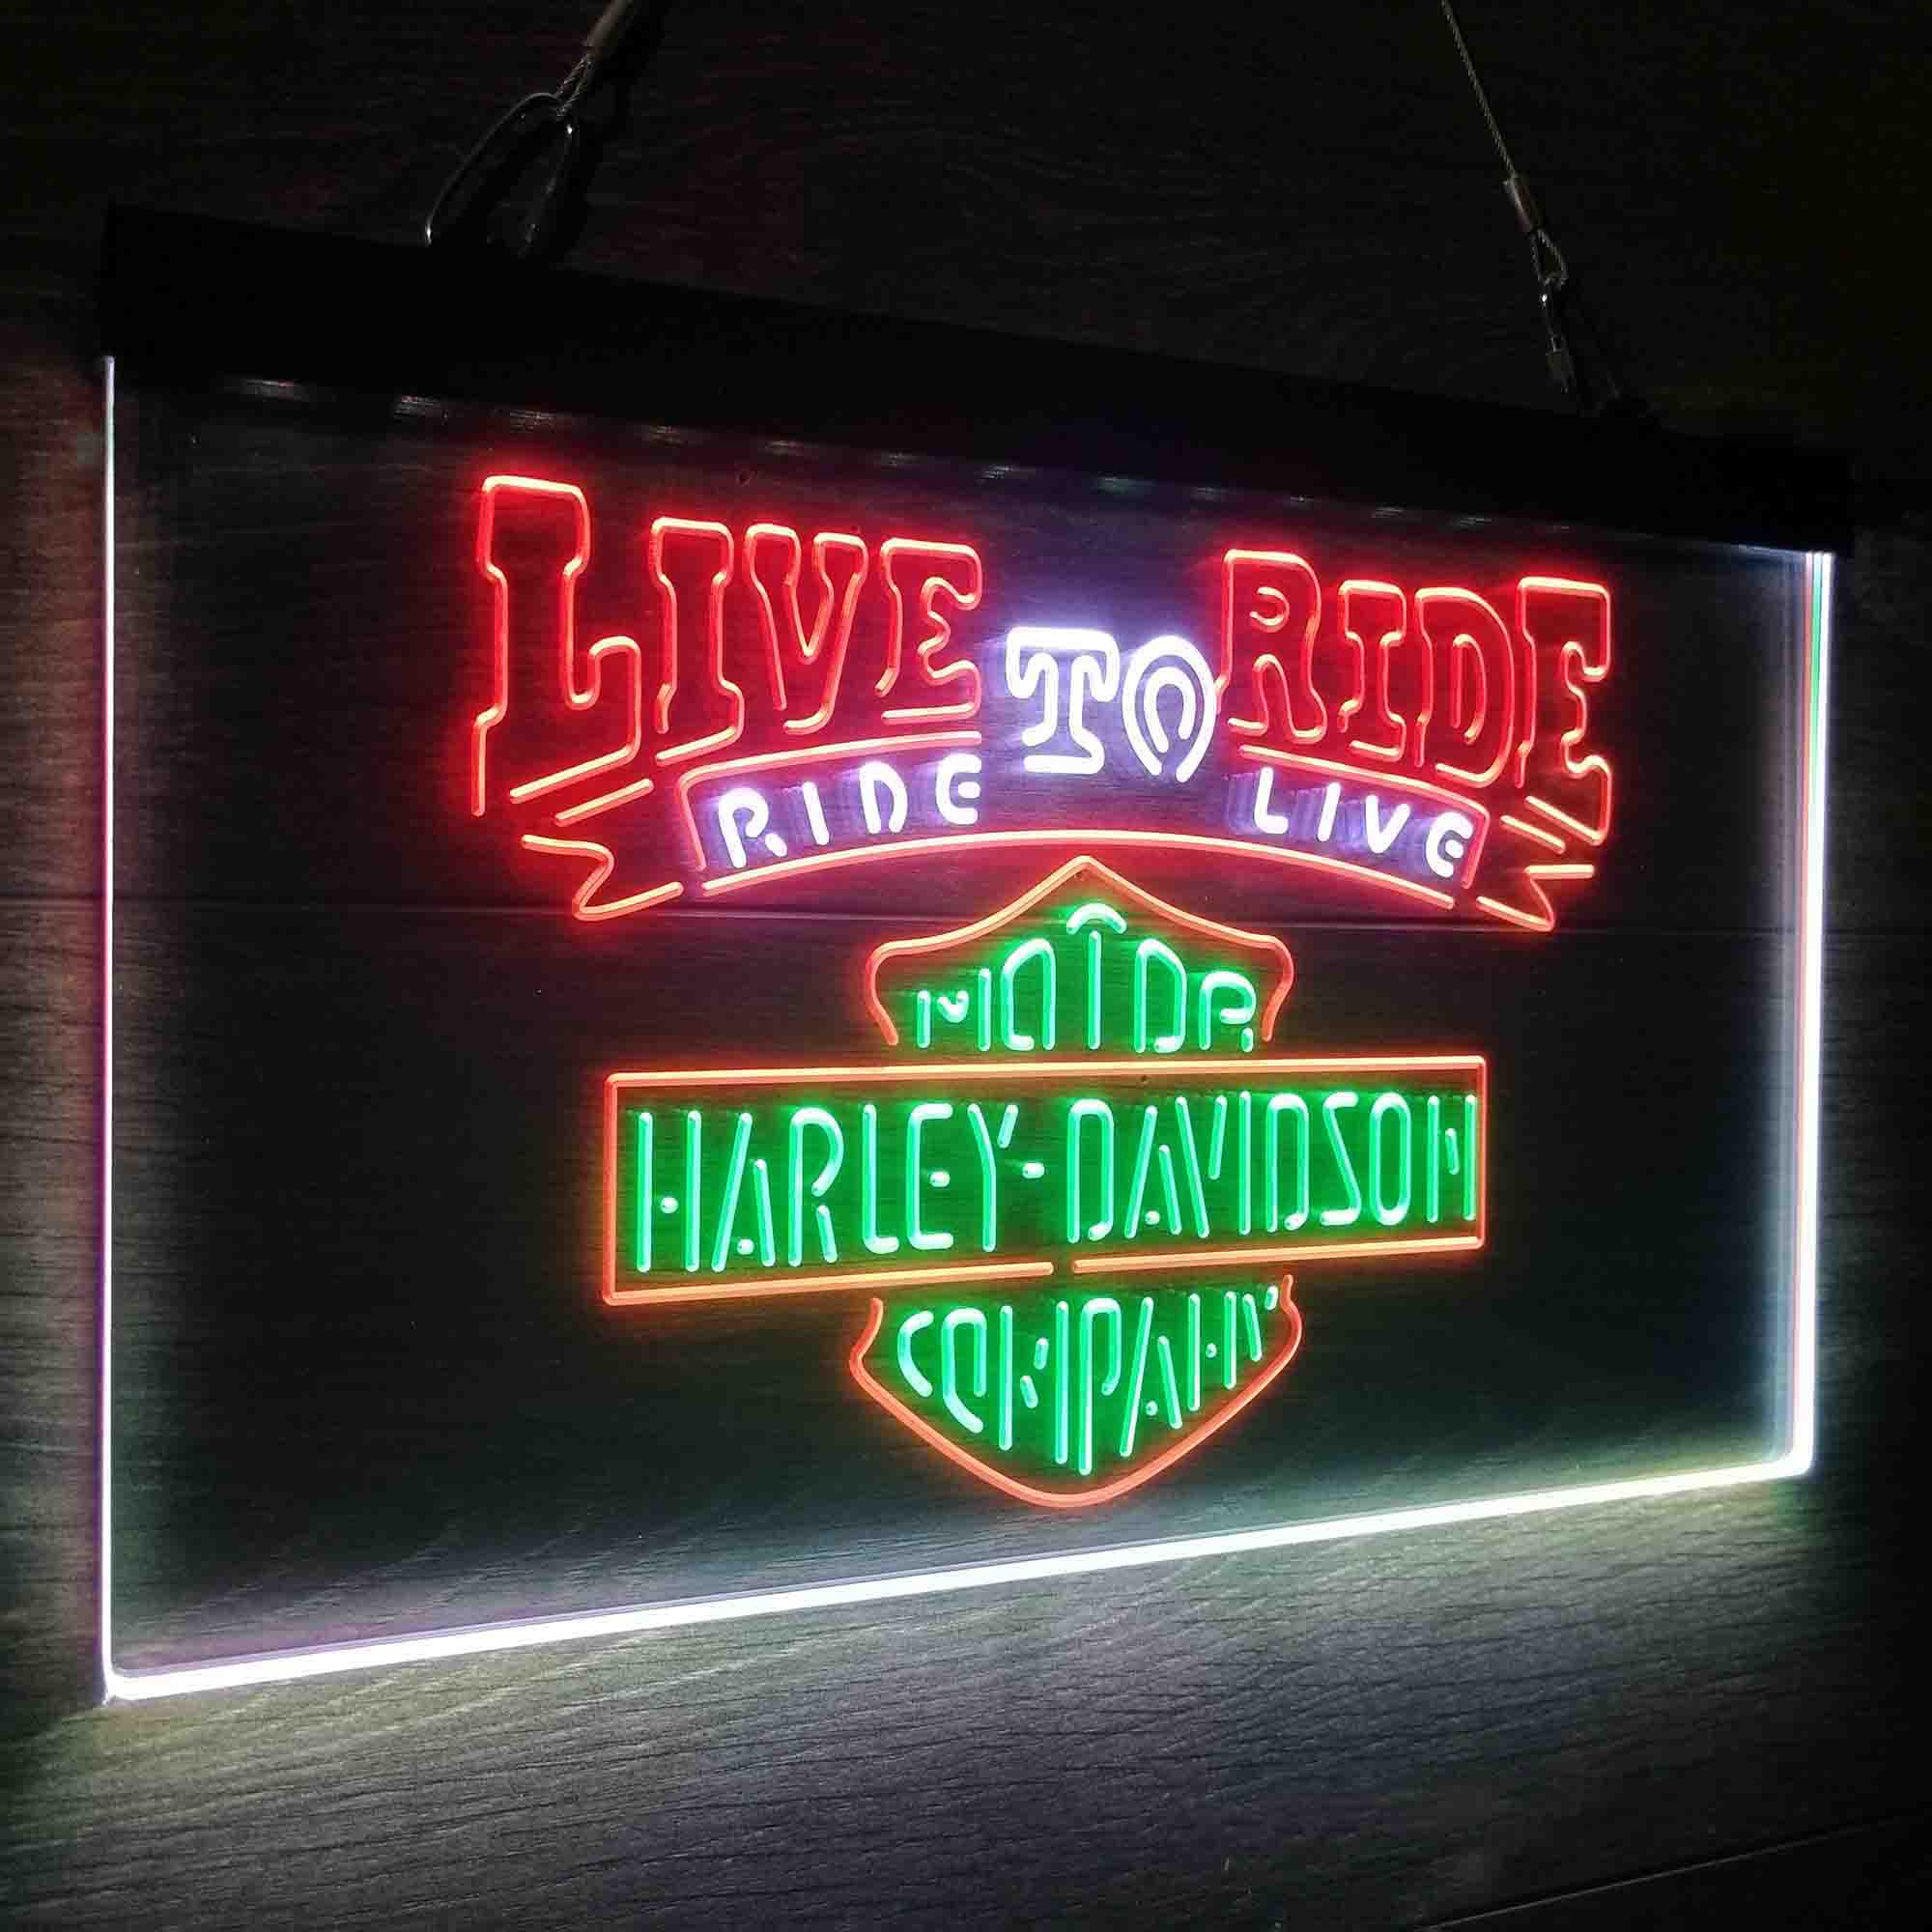 LIVE TO RIDE
RIDE LIVE
MOTOR
HARLEY-DAVIDSON
COMPANY